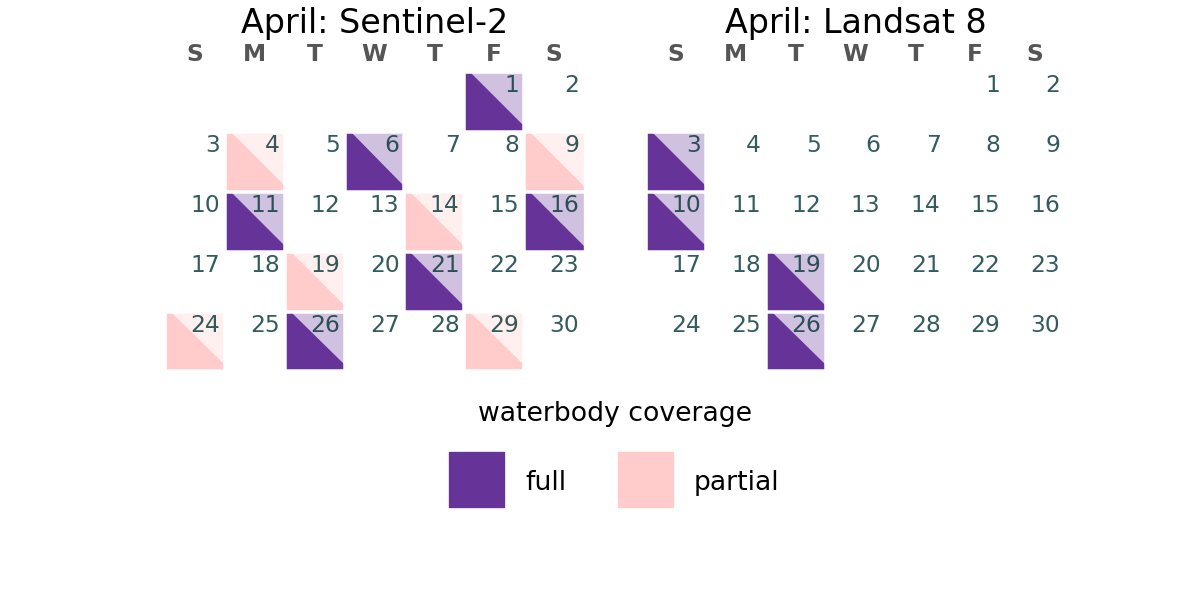 April: Sentinel-2
S M T W T F S
1 2
3 4 5 6 7 8 9
10 11 12 13 14 15 16
17 18 19 20 21 22 23
24 25 26 27 28 29 30
April: Landsat 8
S M T W T F S
1 2
3 4 5 6 7 8 9
10 11 12 13 14 15 16
17 18 19 20 21 22 23
24 25 26 27 28 29 30
waterbody coverage
full
partial